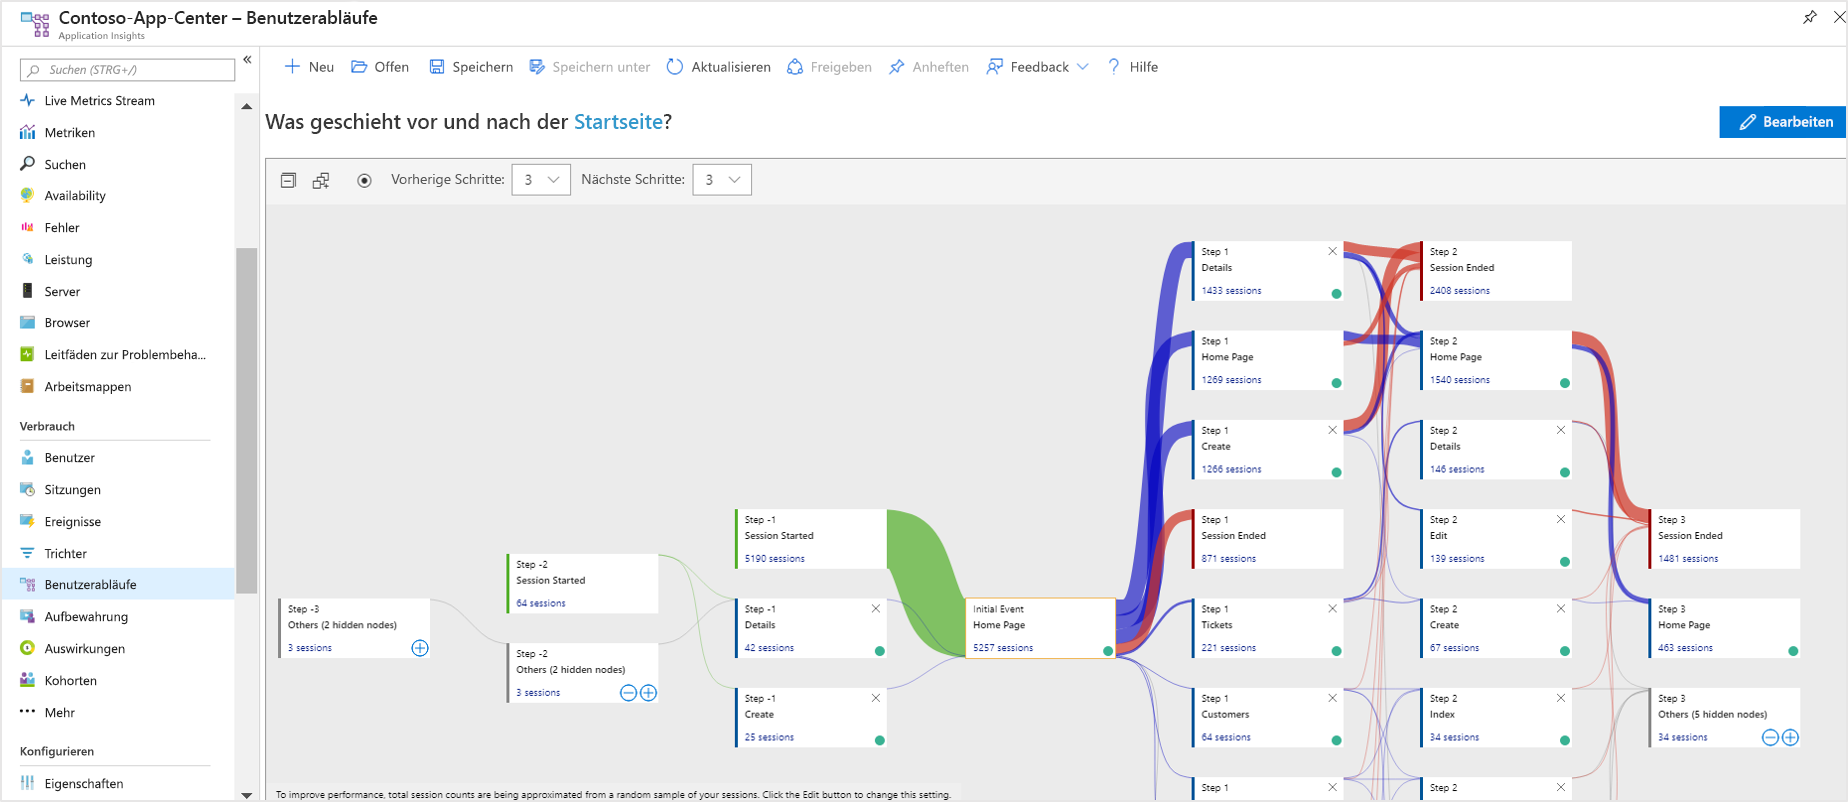 Contoso-App-Center – Benutzerabläufe
Application Insights
Suchen (STRG+/)
«
Live Metrics Stream
Metriken
Suchen
Availability
Fehler
Leistung
Server
Browser
Leitfäden zur Problembeha...
Arbeitsmappen
Verbrauch
Benutzer
Sitzungen
Ereignisse
Trichter
Benutzerabläufe
Aufbewahrung
Auswirkungen
Kohorten
Mehr
Konfigurieren
Eigenschaften
Neu Offen Speichern Speichern unter Aktualisieren Freigeben Anheften Feedback Hilfe
Was geschieht vor und nach der Startseite?
Bearbeiten
Vorherige Schritte: 3 Nächste Schritte: 3
Step -3
Others (2 hidden nodes)
3 sessions
Step -2
Session Started
64 sessions
Step -2
Others (2 hidden nodes)
3 sessions
Step -1
Session Started
5190 sessions
Step -1
Details
42 sessions
Step -1
Create
25 sessions
Initial Event
Home Page
5257 sessions
Step 1
Details
1433 sessions
Step 1
Home Page
1269 sessions
Step 1
Create
1266 sessions
Step 1
Session Ended
871 sessions
Step 1
Tickets
221 sessions
Step 1
Customers
64 sessions
Step 1
Step 2
Session Ended
2408 sessions
Step 2
Home Page
1540 sessions
Step 2
Details
146 sessions
Step 2
Edit
139 sessions
Step 2
Create
67 sessions
Step 2
Index
34 sessions
Step 2
Step 3
Session Ended
1481 sessions
Step 3
Home Page
463 sessions
Step 3
Others (5 hidden nodes)
34 sessions
To improve performance, total session counts are being approximated from a random sample of your sessions. Click the Edit button to change this setting.